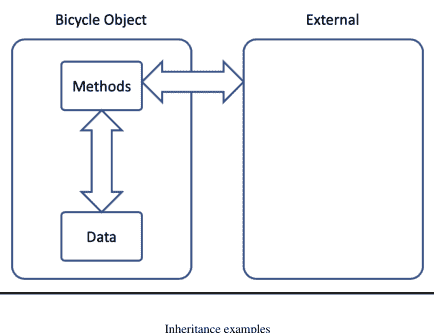 Bicycle Object
External
Methods
Data
Inheritance examples